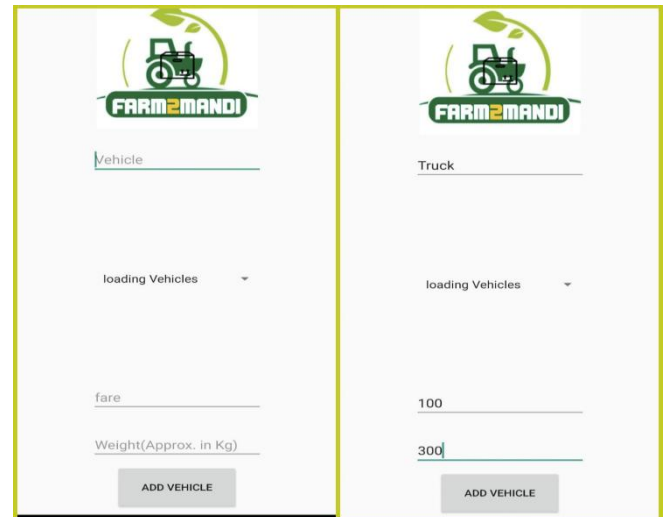 FARM2MANDI
Vehicle
loading Vehicles
fare
Weight(Approx. in Kg)
ADD VEHICLE
FARM2MANDI
Truck
loading Vehicles
100
300
ADD VEHICLE